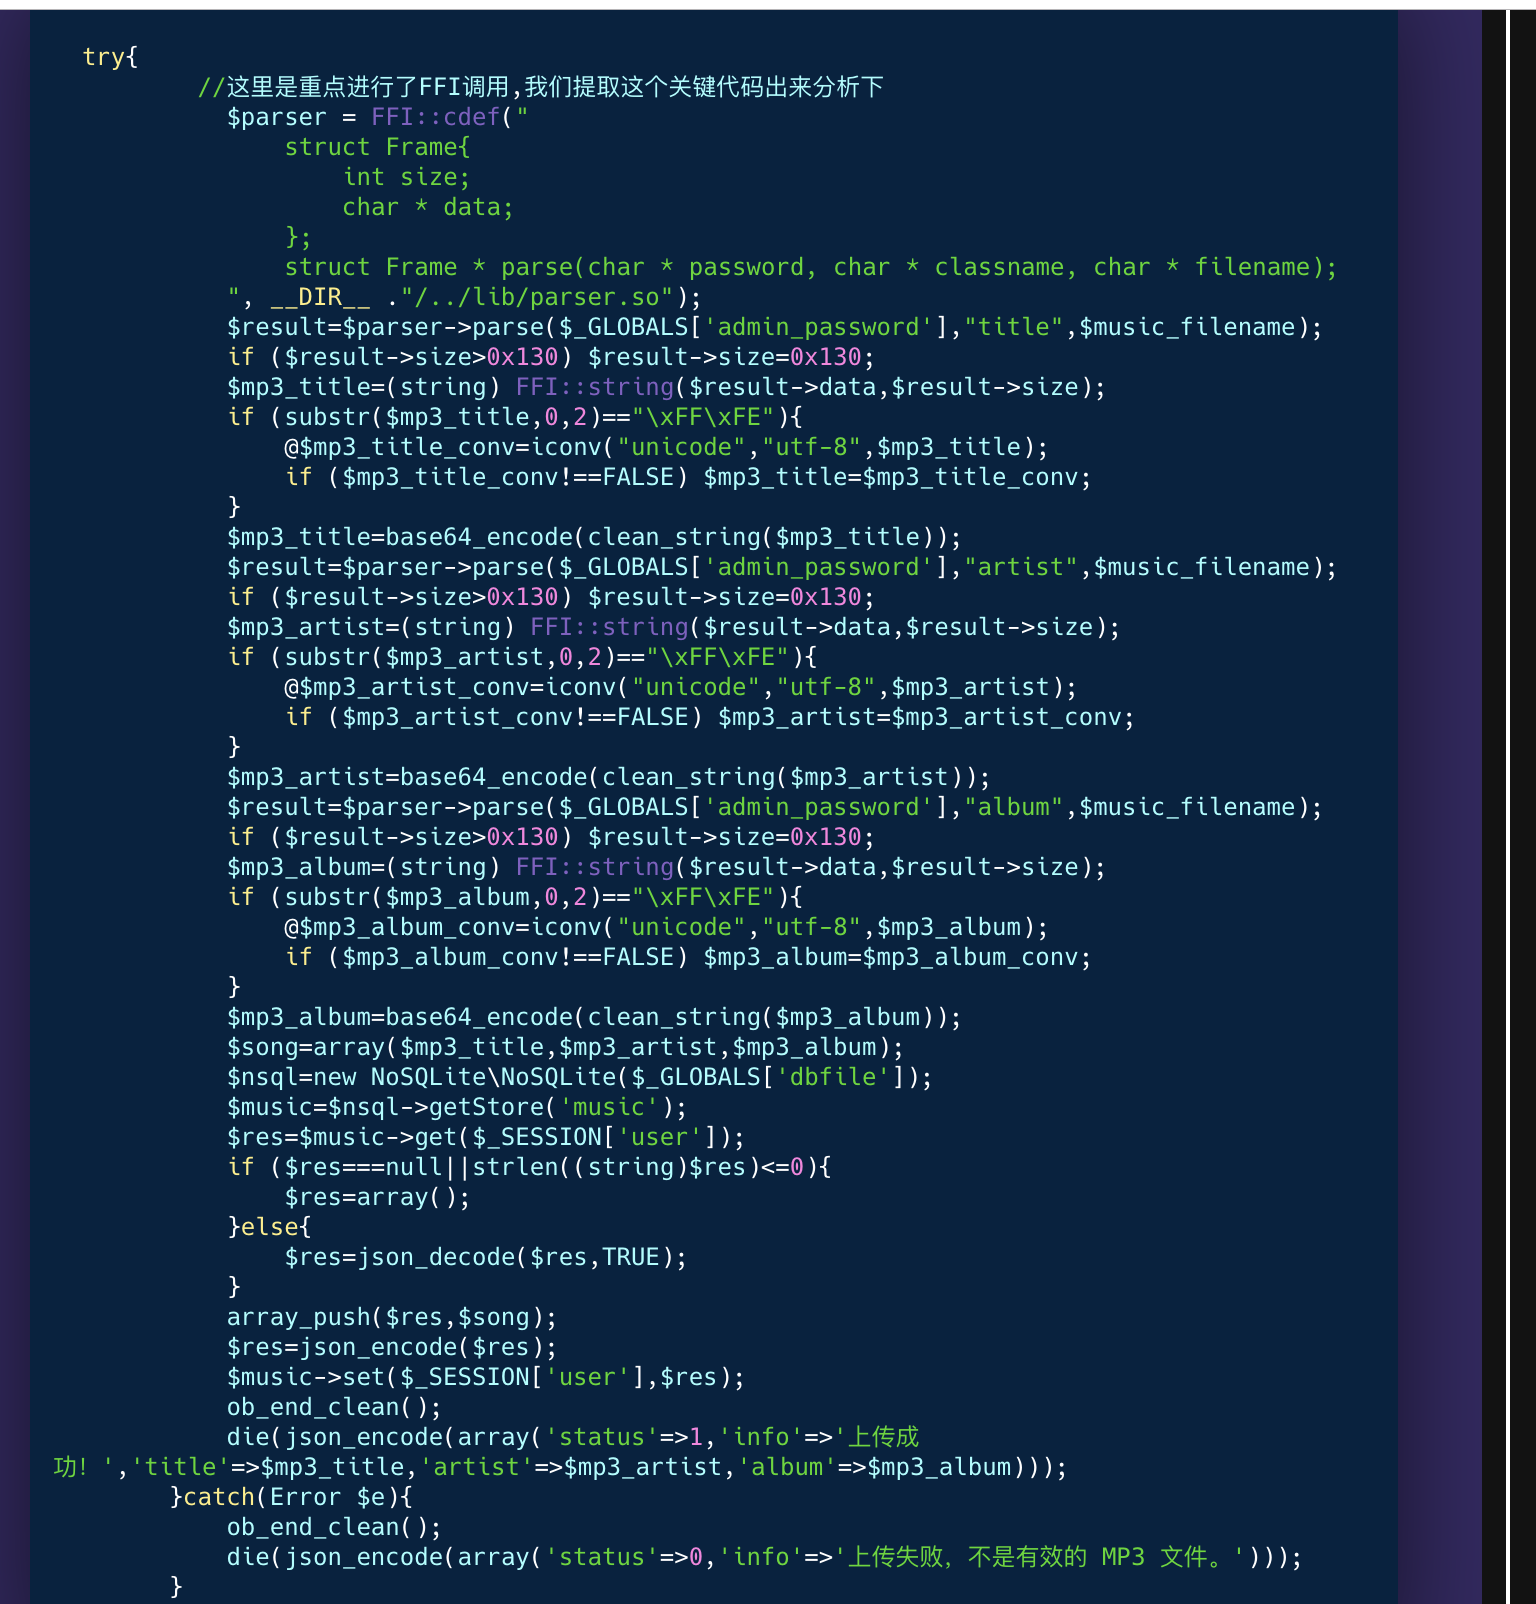 try{
//这里是重点进行了FFI调用,我们提取这个关键代码出来分析下
$parser = FFI::cdef("
struct Frame{
int size;
char * data;
};
struct Frame * parse(char * password, char * classname, char * filename);
", __DIR__ ."/../lib/parser.so");
$result=$parser->parse($_GLOBALS['admin_password'],"title",$music_filename);
if ($result->size>0x130) $result->size=0x130;
$mp3_title=(string) FFI::string($result->data,$result->size);
if (substr($mp3_title,0,2)=="\xFF\xFE"){
@$mp3_title_conv=iconv("unicode","utf-8",$mp3_title);
if ($mp3_title_conv!==FALSE) $mp3_title=$mp3_title_conv;
}
$mp3_title=base64_encode(clean_string($mp3_title));
$result=$parser->parse($_GLOBALS['admin_password'],"artist",$music_filename);
if ($result->size>0x130) $result->size=0x130;
$mp3_artist=(string) FFI::string($result->data,$result->size);
if (substr($mp3_artist,0,2)=="\xFF\xFE"){
@$mp3_artist_conv=iconv("unicode","utf-8",$mp3_artist);
if ($mp3_artist_conv!==FALSE) $mp3_artist=$mp3_artist_conv;
}
$mp3_artist=base64_encode(clean_string($mp3_artist));
$result=$parser->parse($_GLOBALS['admin_password'],"album",$music_filename);
if ($result->size>0x130) $result->size=0x130;
$mp3_album=(string) FFI::string($result->data,$result->size);
if (substr($mp3_album,0,2)=="\xFF\xFE"){
@$mp3_album_conv=iconv("unicode","utf-8",$mp3_album);
if ($mp3_album_conv!==FALSE) $mp3_album=$mp3_album_conv;
}
$mp3_album=base64_encode(clean_string($mp3_album));
$song=array($mp3_title,$mp3_artist,$mp3_album);
$nsql=new NoSQLite\NoSQLite($_GLOBALS['dbfile']);
$music=$nsql->getStore('music');
$res=$music->get($_SESSION['user']);
if ($res===null||strlen((string)$res)<=0){
$res=array();
}else{
$res=json_decode($res,TRUE);
}
array_push($res,$song);
$res=json_encode($res);
$music->set($_SESSION['user'],$res);
ob_end_clean();
die(json_encode(array('status'=>1,'info'=>'上传成
功！','title'=>$mp3_title,'artist'=>$mp3_artist,'album'=>$mp3_album)));
}catch(Error $e){
ob_end_clean();
die(json_encode(array('status'=>0,'info'=>'上传失败，不是有效的 MP3 文件。')));
}